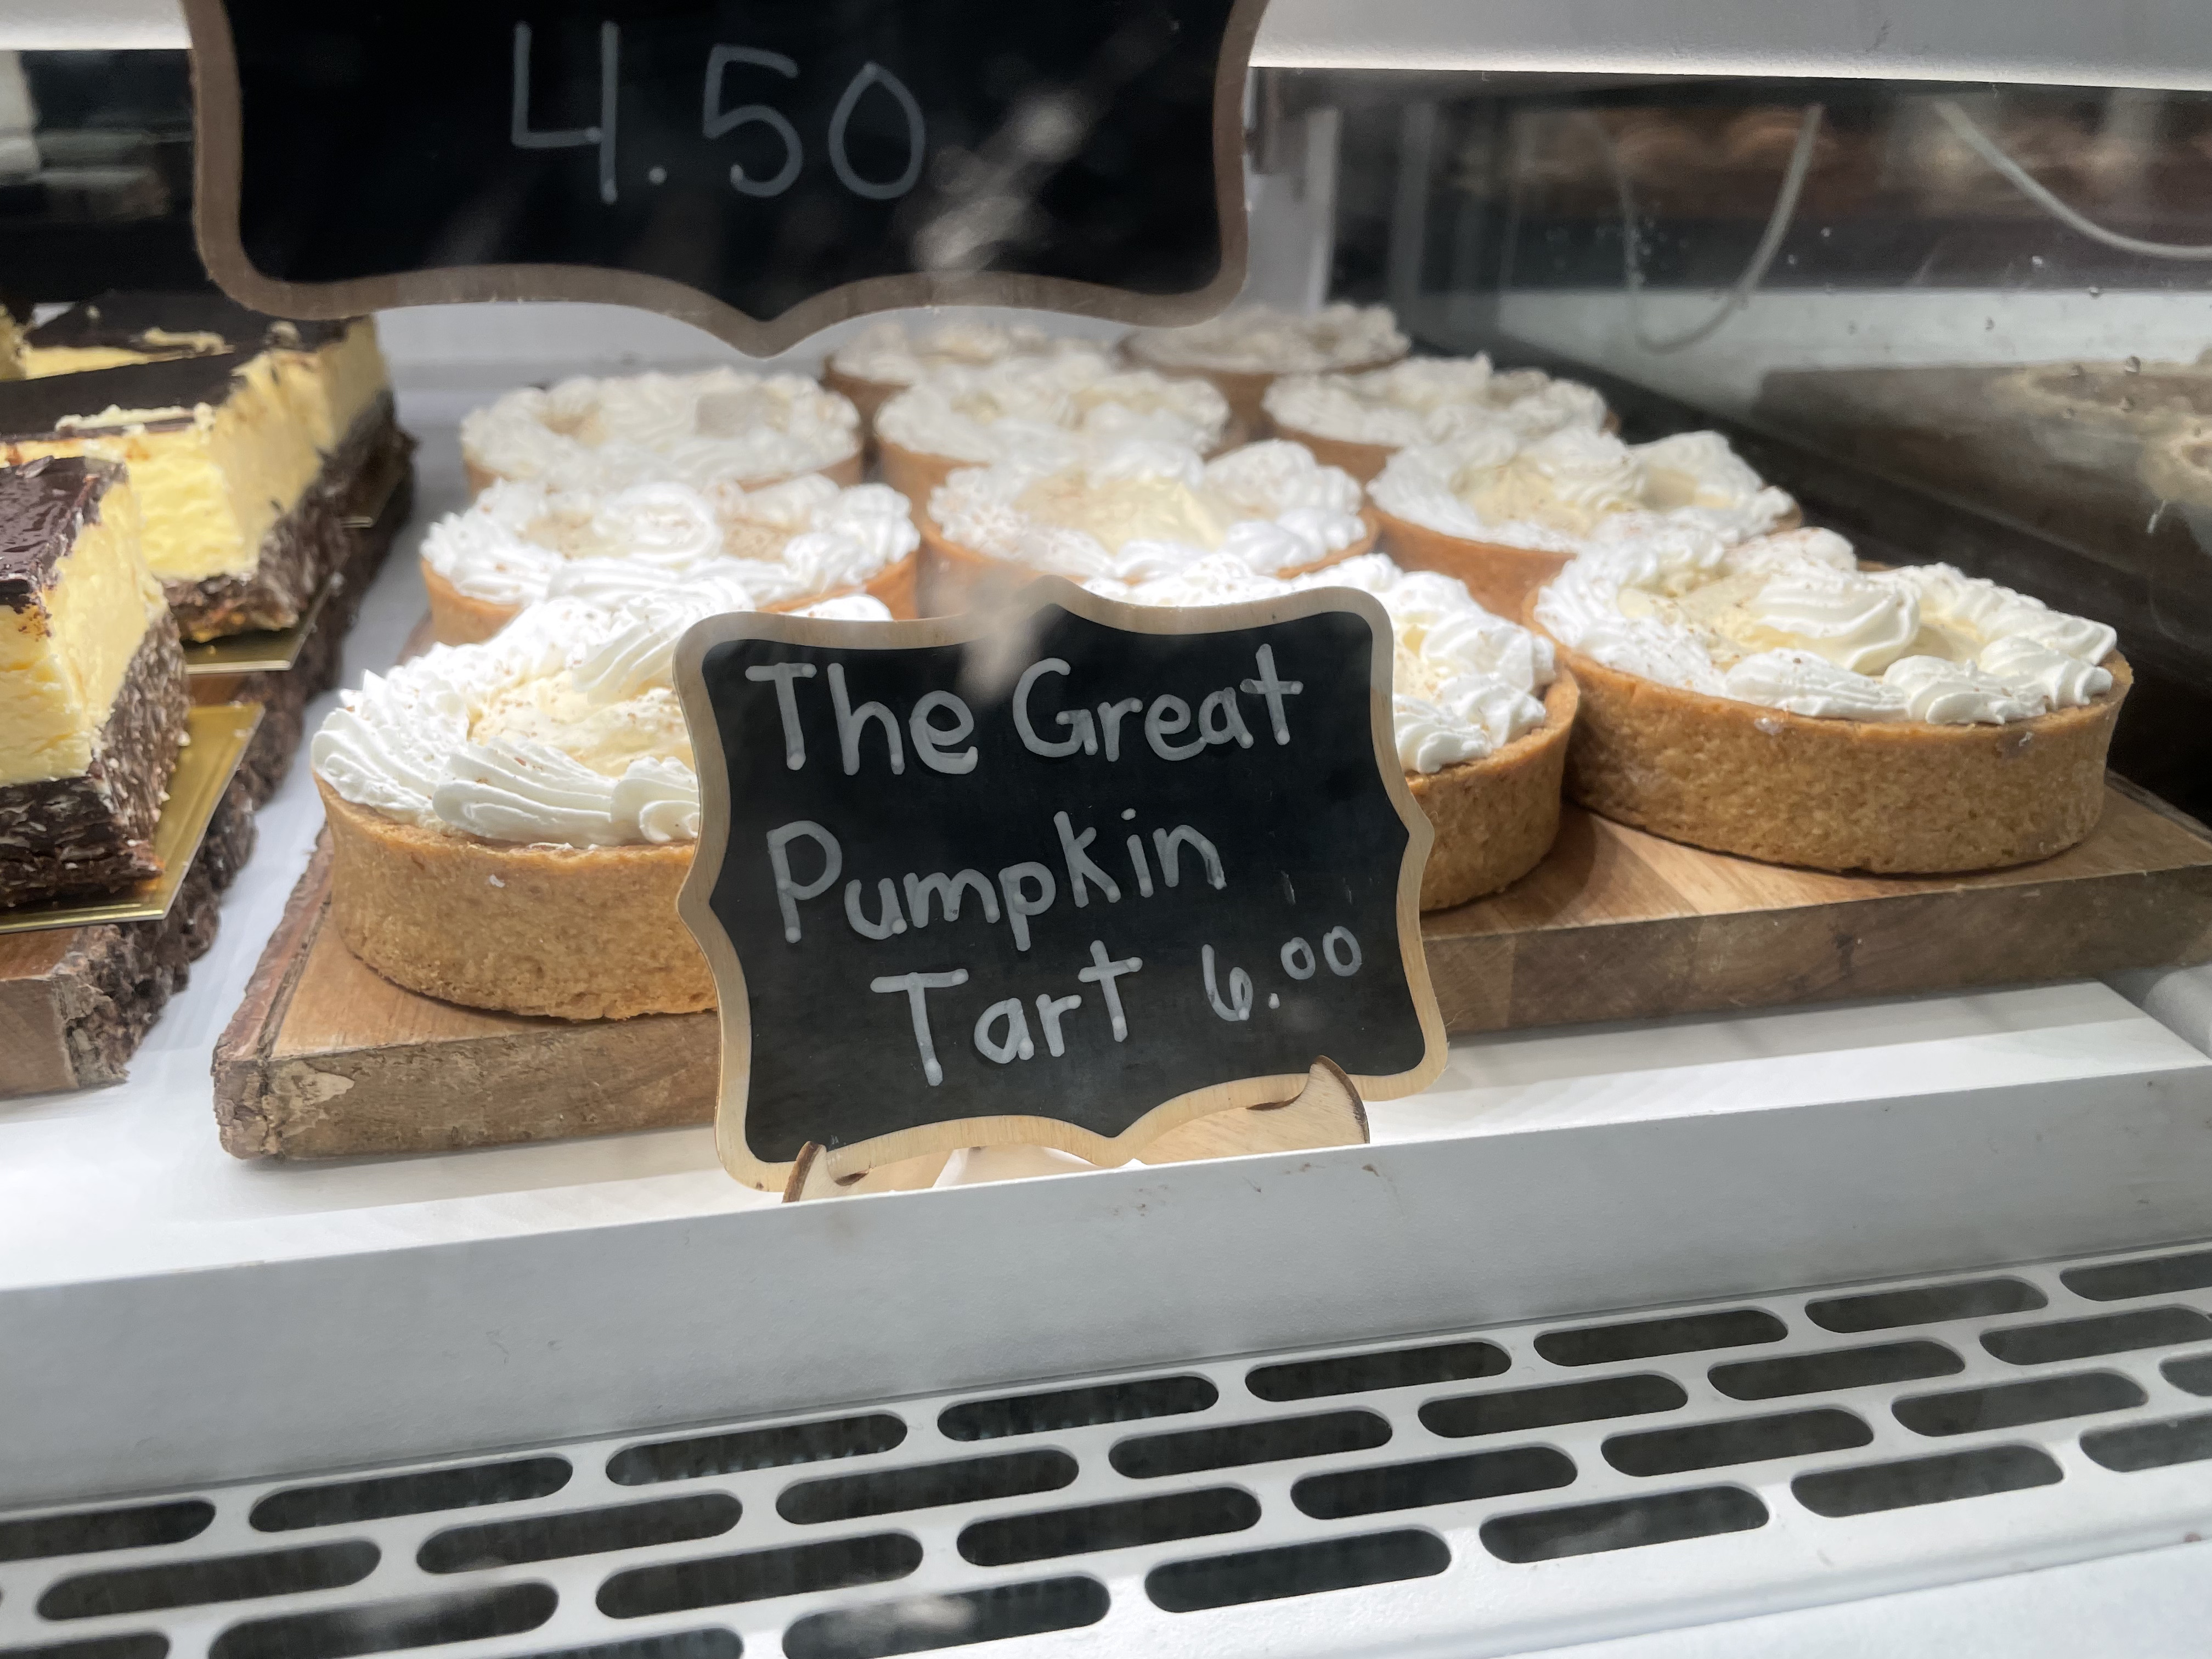 4.50
The Great
Pumpkin
Tart 6.00